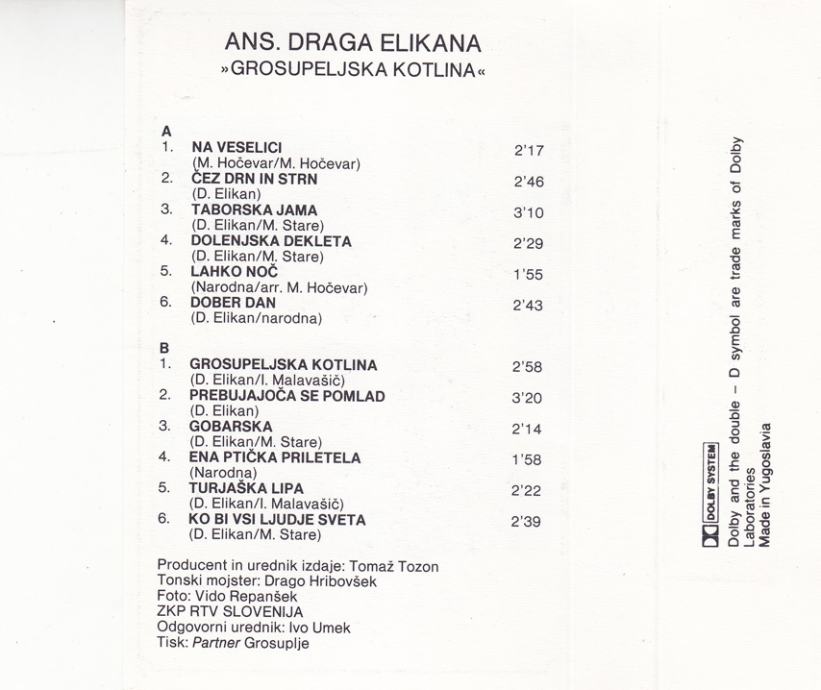 ANS. DRAGA ELIKANA
»GROSUPELJSKA KOTLINA«
A
1. NA VESELICI 2'17
(M. Hočevar/M. Hočevar)
2. ČEZ DRN IN STRN 2'46
(D. Elikan)
3. TABORSKA JAMA 3'10
(D. Elikan/M. Stare)
4. DOLENJSKA DEKLETA 2'29
(D. Elikan/M. Stare)
5. LAHKO NOČ 1'55
(Narodna/arr. M. Hočevar)
6. DOBER DAN 2'43
(D. Elikan/narodna)
B
1. GROSUPELJSKA KOTLINA 2'58
(D. Elikan/I. Malavašič)
2. PREBUJAJOČA SE POMLAD 3'20
(D. Elikan)
3. GOBARSKA 2'14
(D. Elikan/M. Stare)
4. ENA PTIČKA PRILETELA 1'58
(Narodna)
5. TURJAŠKA LIPA 2'22
(D. Elikan/I. Malavašič)
6. KO BI VSI LJUDJE SVETA 2'39
(D. Elikan/M. Stare)
Producent in urednik izdaje: Tomaž Tozon
Tonski mojster: Drago Hribovšek
Foto: Vido Repanšek
ZKP RTV SLOVENIJA
Odgovorni urednik: Ivo Umek
Tisk: Partner Grosuplje
DOLBY SYSTEM
Dolby and the double – D symbol are trade marks of Dolby
Laboratories
Made in Yugoslavia